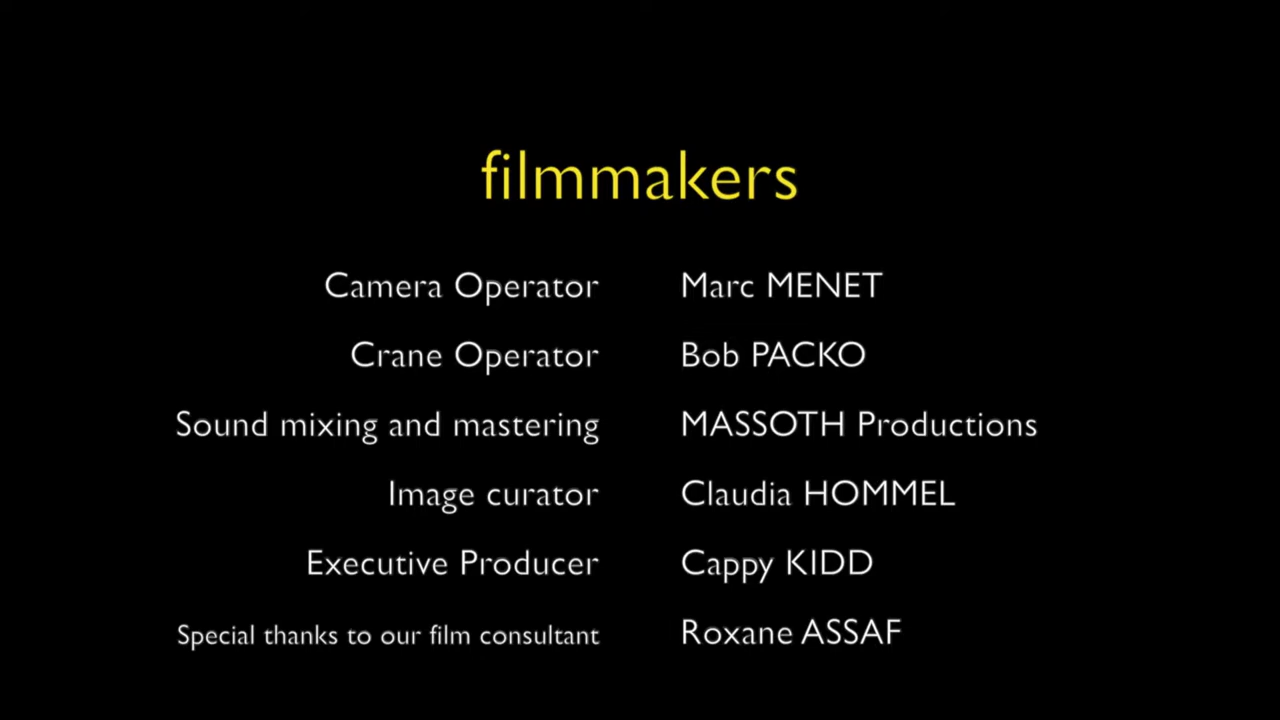 filmmakers
Camera Operator Marc MENET
Crane Operator Bob PACKO
Sound mixing and mastering MASSOTH Productions
Image curator Claudia HOMMEL
Executive Producer Cappy KIDD
Special thanks to our film consultant Roxane ASSAF